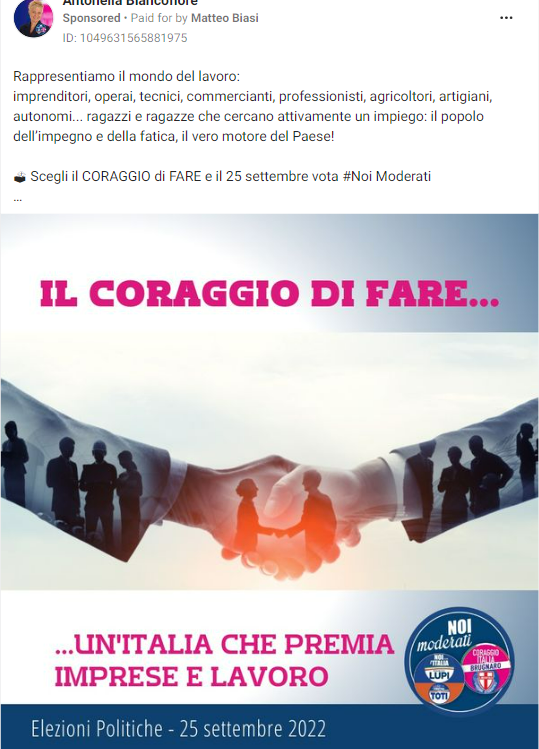 Antonella Biancofiore
Sponsored • Paid for by Matteo Biasi
ID: 1049631565881975
Rappresentiamo il mondo del lavoro:
imprenditori, operai, tecnici, commercianti, professionisti, agricoltori, artigiani,
autonomi... ragazzi e ragazze che cercano attivamente un impiego: il popolo
dell'impegno e della fatica, il vero motore del Paese!
🗳 Scegli il CORAGGIO di FARE e il 25 settembre vota #Noi Moderati
...
IL CORAGGIO DI FARE...
...UN'ITALIA CHE PREMIA
IMPRESE E LAVORO
NOI
moderati
NOI
L'ITALIA
LUPI
TOTI
CORAGGIO
ITALIA
BRUGNARO
Elezioni Politiche - 25 settembre 2022